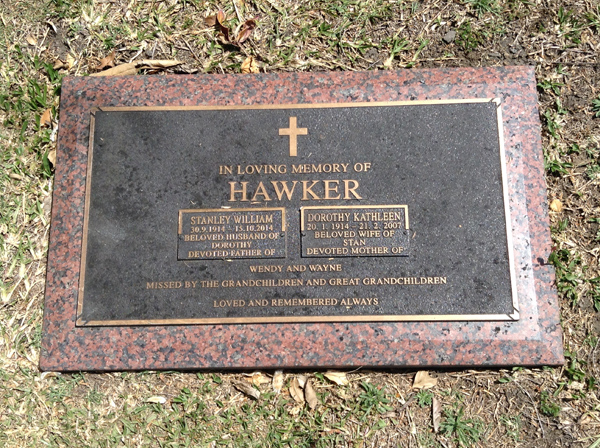 IN LOVING MEMORY OF
HAWKER
STANLEY WILLIAM
30.9.1914 - 15.10.2014
BELOVED HUSBAND OF
DOROTHY
DEVOTED FATHER OF
DOROTHY KATHLEEN
20. 1. 1914 - 21. 2. 2007
BELOVED WIFE OF
STAN
DEVOTED MOTHER OF
WENDY AND WAYNE
MISSED BY THE GRANDCHILDREN AND GREAT GRANDCHILDREN
LOVED AND REMEMBERED ALWAYS